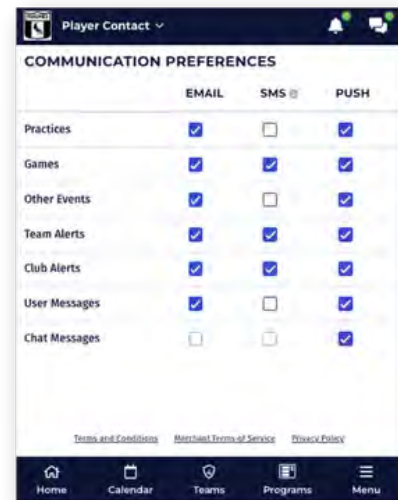 Player Contact
COMMUNICATION PREFERENCES
EMAIL SMS PUSH
Practices
Games
Other Events
Team Alerts
Club Alerts
User Messages
Chat Messages
Terms and Conditions Merchant Terms of Service Privacy Policy
Home Calendar Teams Programs Menu